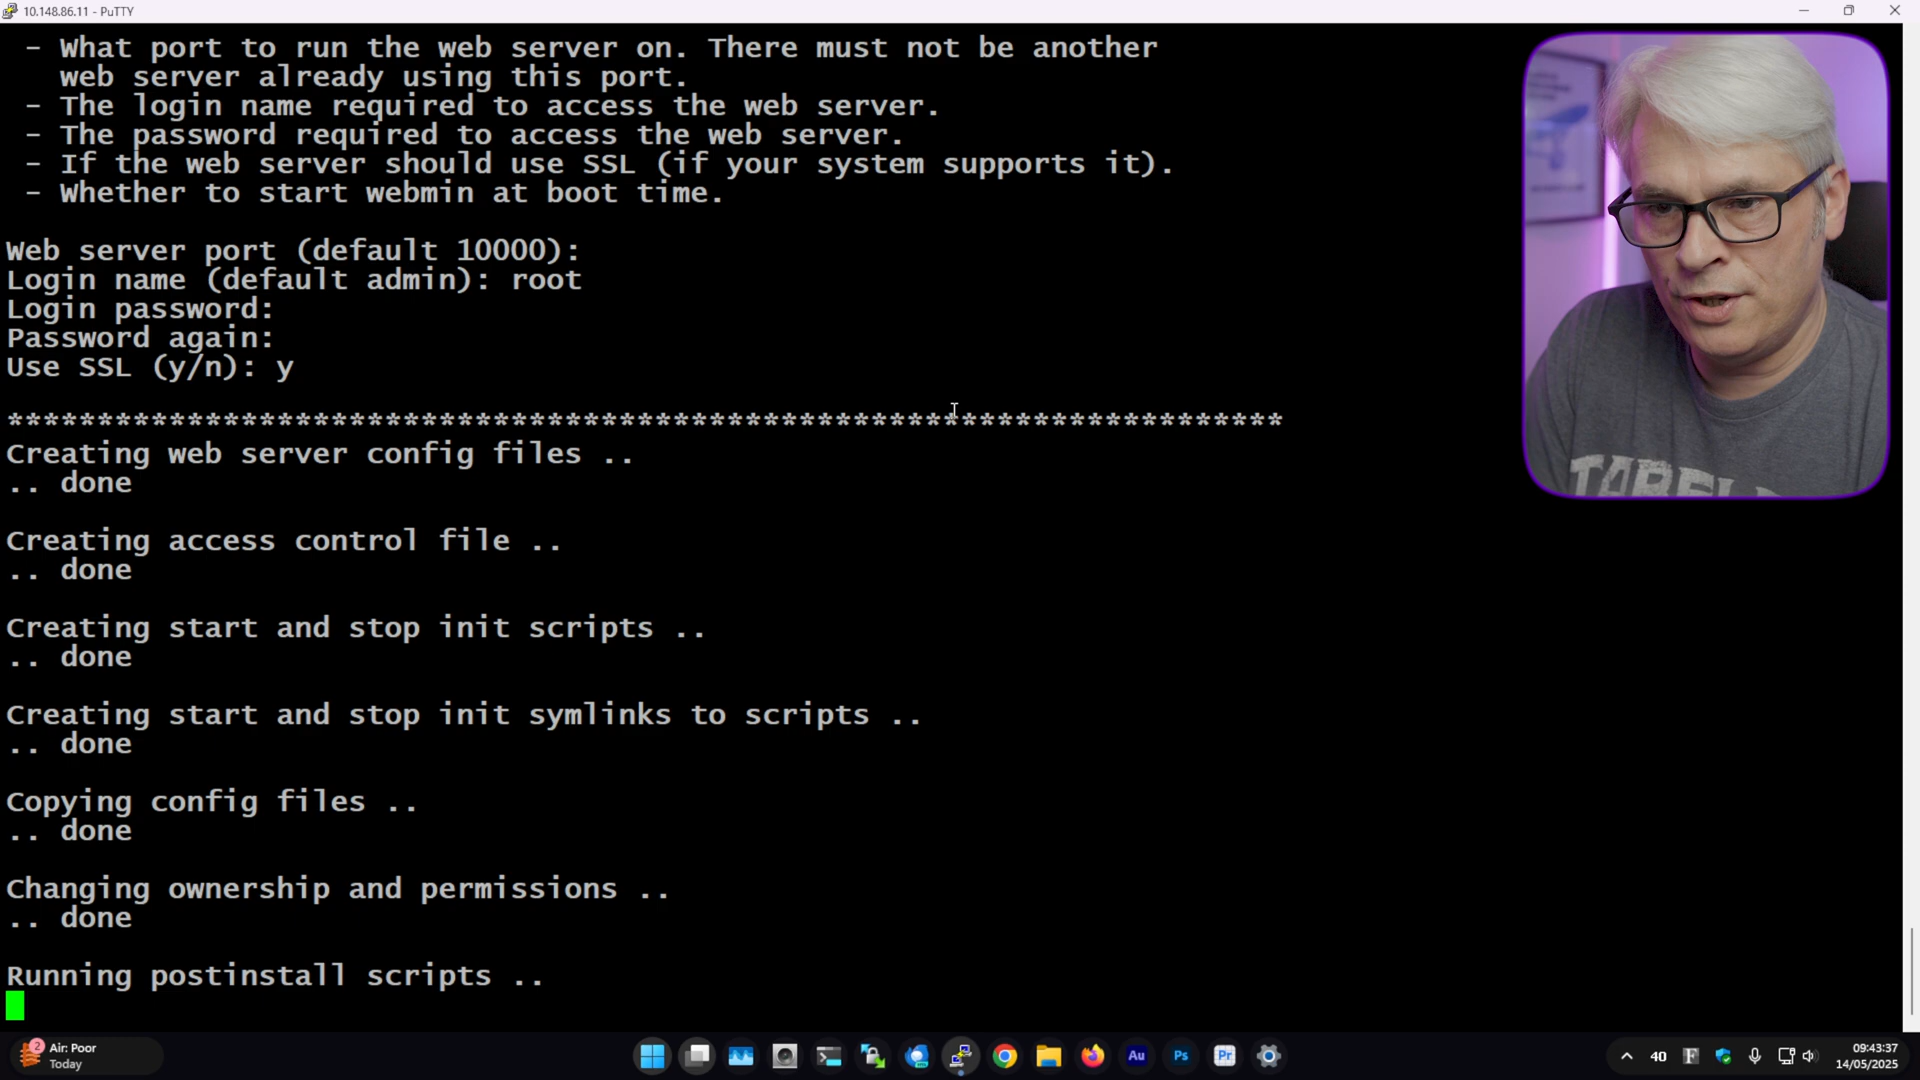 10.148.86.11 - PuTTY
- What port to run the web server on. There must not be another
web server already using this port.
- The login name required to access the web server.
- The password required to access the web server.
- If the web server should use SSL (if your system supports it).
- Whether to start webmin at boot time.
Web server port (default 10000):
Login name (default admin): root
Login password:
Password again:
Use SSL (y/n): y
***********************************************************************
Creating web server config files ..
.. done
Creating access control file ..
.. done
Creating start and stop init scripts ..
.. done
Creating start and stop init symlinks to scripts ..
.. done
Copying config files ..
.. done
Changing ownership and permissions ..
.. done
Running postinstall scripts ..
2
Air: Poor
Today
Au
Ps
Pr
40
F
09:43:37
14/05/2025